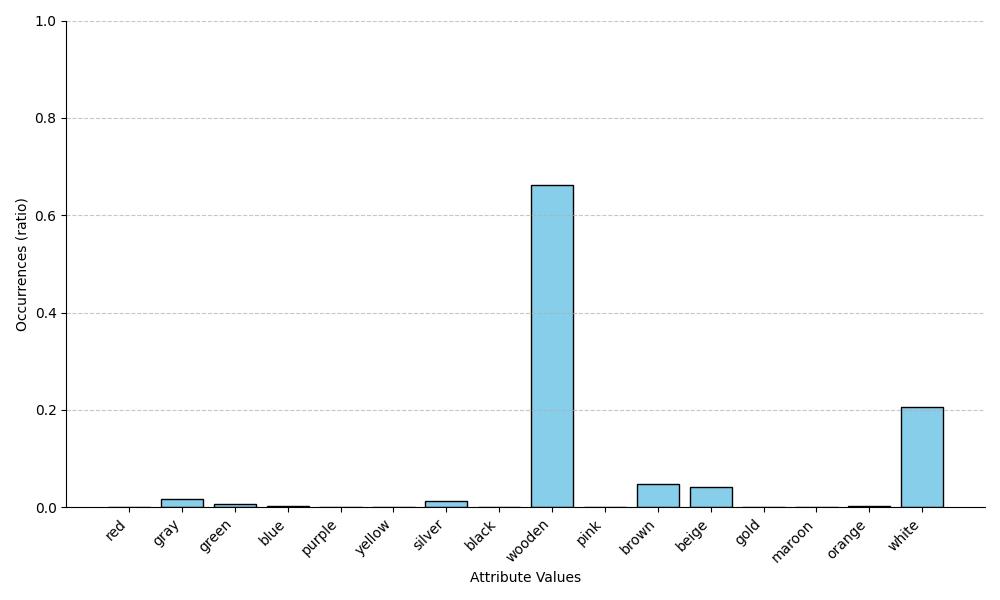 Occurrences (ratio)
1.0
0.8
0.6
0.4
0.2
0.0
red
gray
green
blue
purple
yellow
silver
black
wooden
pink
brown
beige
gold
maroon
orange
white
Attribute Values